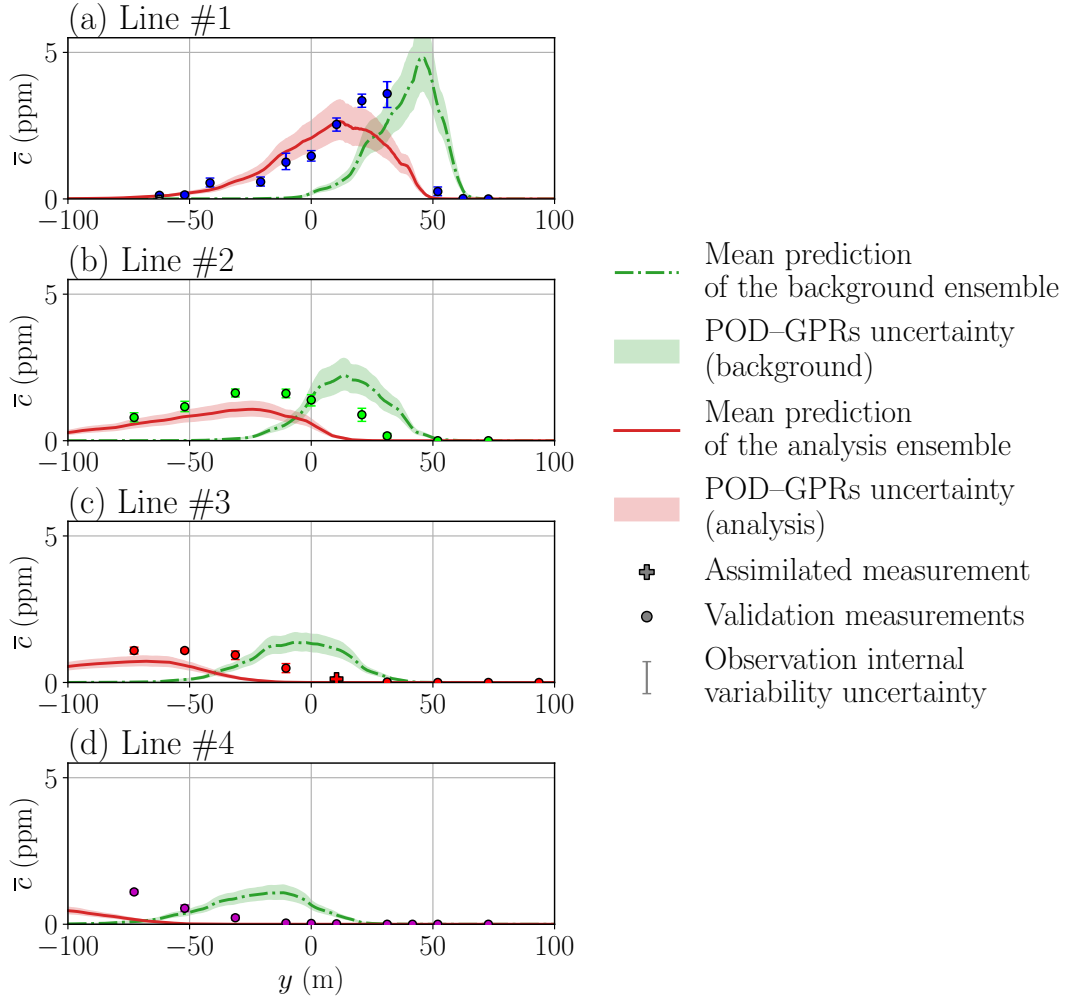 (a) Line #1
5
0
c̅ (ppm)
−100
−50
0
50
100
(b) Line #2
5
0
c̅ (ppm)
−100
−50
0
50
100
(c) Line #3
5
0
c̅ (ppm)
−100
−50
0
50
100
(d) Line #4
5
0
c̅ (ppm)
−100
−50
0
50
100
y (m)
Mean prediction
of the background ensemble
POD–GPRs uncertainty
(background)
Mean prediction
of the analysis ensemble
POD–GPRs uncertainty
(analysis)
Assimilated measurement
Validation measurements
Observation internal
variability uncertainty